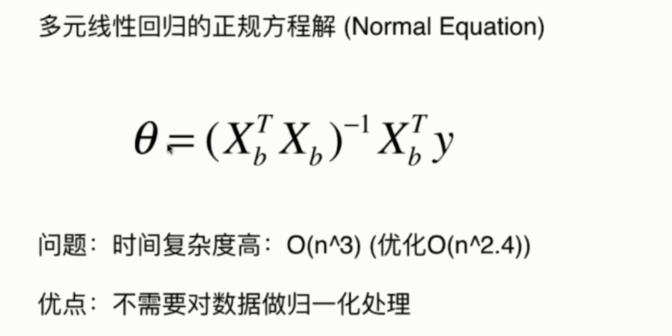 多元线性回归的正规方程解 (Normal Equation)
θ = (X_b^T X_b)^{-1} X_b^T y
问题：时间复杂度高：O(n^3) (优化O(n^2.4))
优点：不需要对数据做归一化处理